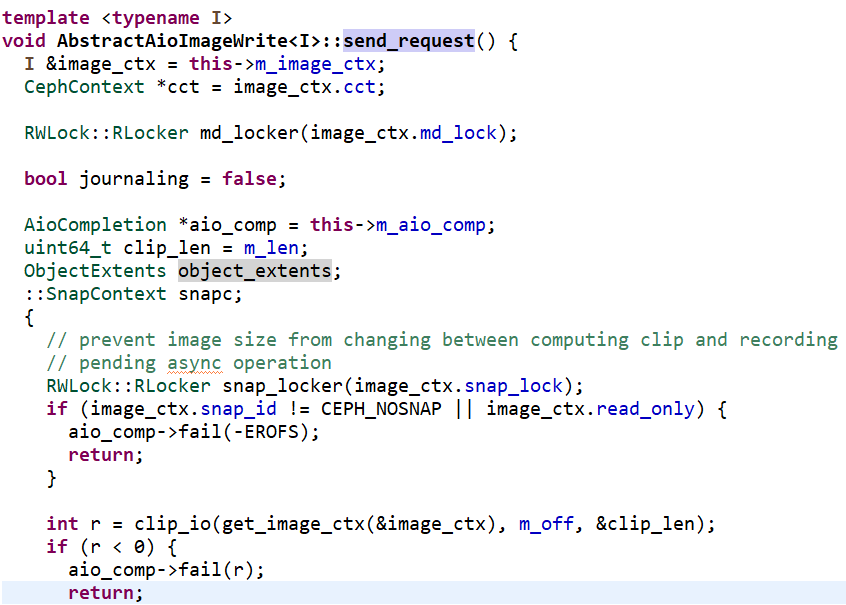 template <typename I>
void AbstractAioImageWrite<I>::send_request() {
  I &image_ctx = this->m_image_ctx;
  CephContext *cct = image_ctx.cct;

  RWLock::RLocker md_locker(image_ctx.md_lock);

  bool journaling = false;

  AioCompletion *aio_comp = this->m_aio_comp;
  uint64_t clip_len = m_len;
  ObjectExtents object_extents;
  ::SnapContext snapc;
  {
    // prevent image size from changing between computing clip and recording
    // pending async operation
    RWLock::RLocker snap_locker(image_ctx.snap_lock);
    if (image_ctx.snap_id != CEPH_NOSNAP || image_ctx.read_only) {
      aio_comp->fail(-EROFS);
      return;
    }

    int r = clip_io(get_image_ctx(&image_ctx), m_off, &clip_len);
    if (r < 0) {
      aio_comp->fail(r);
      return;